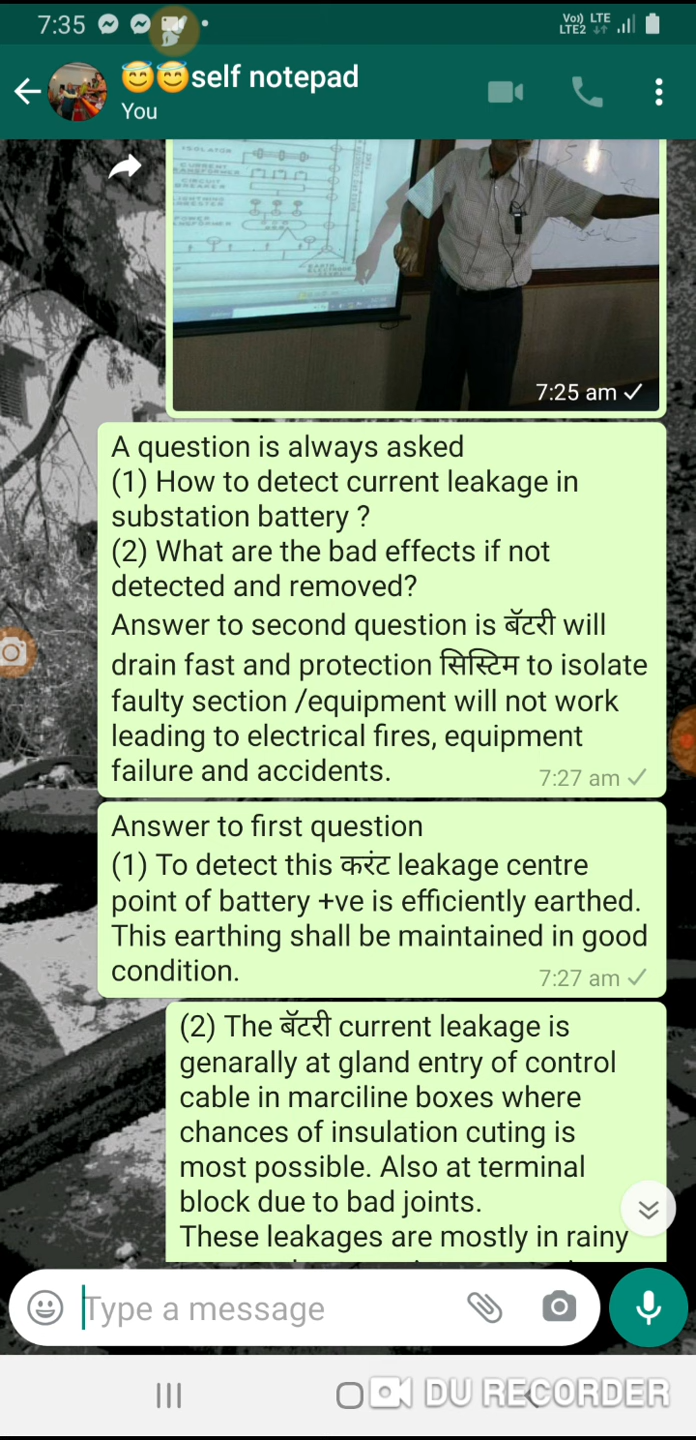 7:35
Vo)) LTE
LTE2
😇😇self notepad
You
ISOLATOR
CURRENT
CIRCUIT
POWER
7:25 am
A question is always asked
(1) How to detect current leakage in
substation battery ?
(2) What are the bad effects if not
detected and removed?
Answer to second question is बॅटरी will
drain fast and protection सिस्टिम to isolate
faulty section /equipment will not work
leading to electrical fires, equipment
failure and accidents.
7:27 am
Answer to first question
(1) To detect this करंट leakage centre
point of battery +ve is efficiently earthed.
This earthing shall be maintained in good
condition.
7:27 am
(2) The बॅटरी current leakage is
genarally at gland entry of control
cable in marciline boxes where
chances of insulation cuting is
most possible. Also at terminal
block due to bad joints.
These leakages are mostly in rainy
Type a message
DU RECORDER